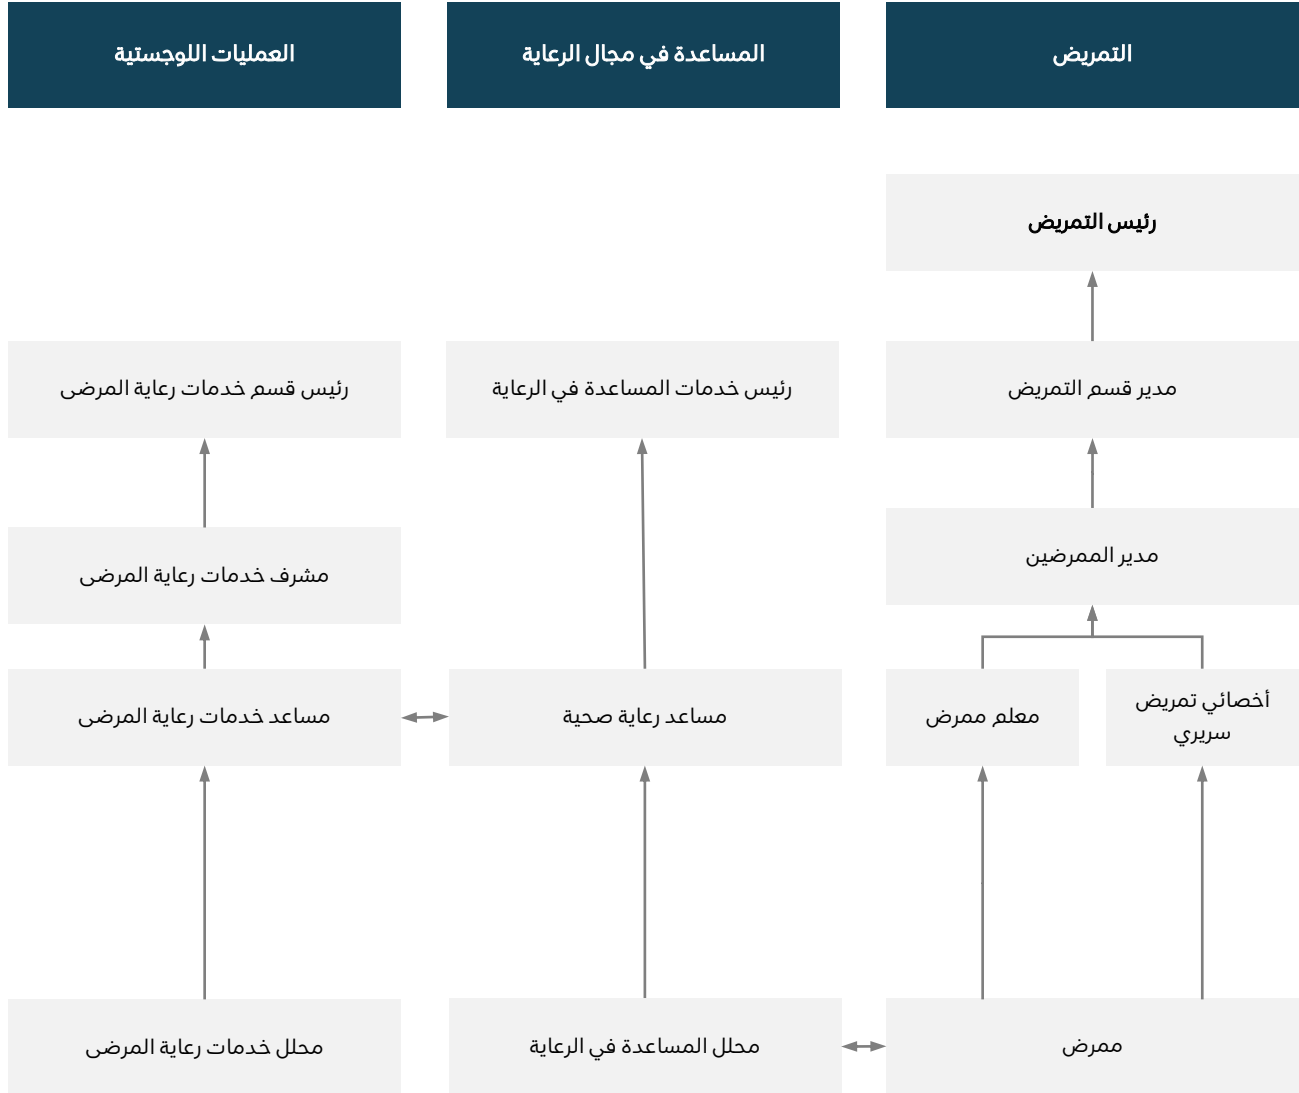 التمريض
المساعدة في مجال الرعاية
العمليات اللوجستية
رئيس التمريض
مدير قسم التمريض
رئيس خدمات المساعدة في الرعاية
رئيس قسم خدمات رعاية المرضى
مدير الممرضين
مشرف خدمات رعاية المرضى
أخصائي تمريض
سريري
معلم ممرض
مساعد رعاية صحية
مساعد خدمات رعاية المرضى
ممرض
محلل المساعدة في الرعاية
محلل خدمات رعاية المرضى